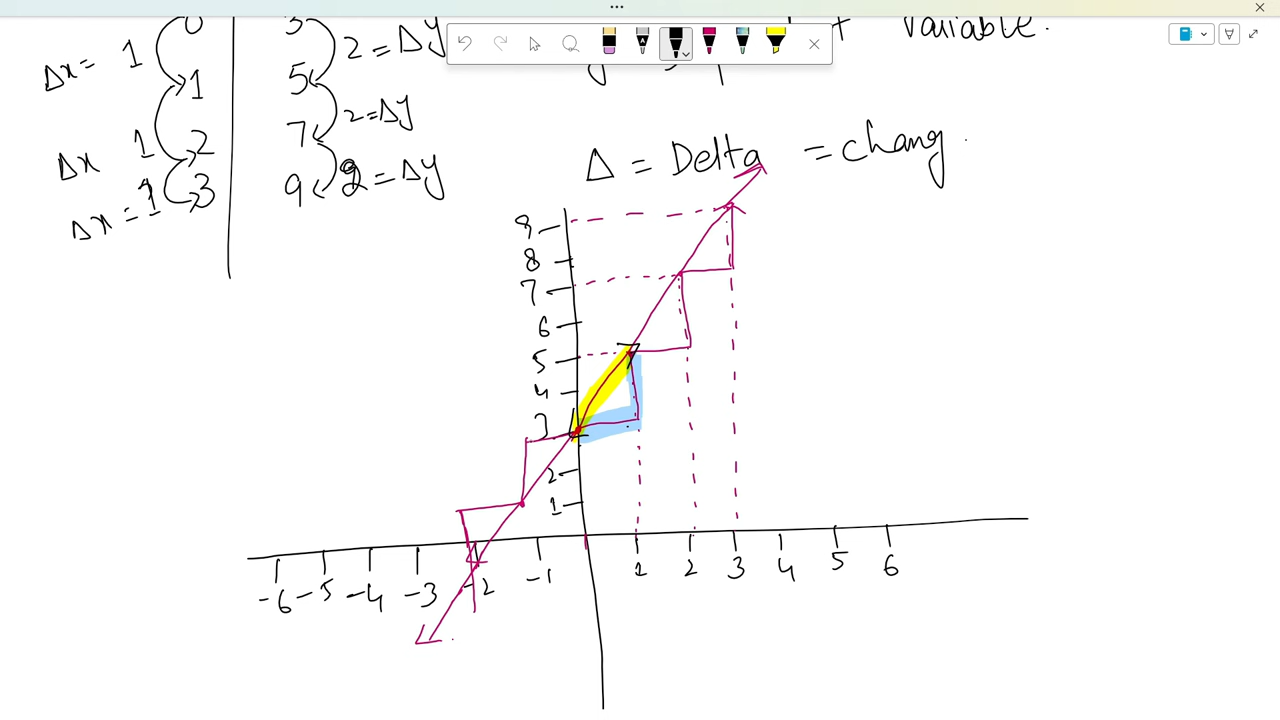 0 3
Δx = 1 2 = Δy variable.
1 5
2 = Δy
Δx 1 2 7
Δ = Delta = chang
Δx = 1 3 9 2 = Δy
9
8
7
6
5
4
3
2
1
-6 -5 -4 -3 -2 -1 1 2 3 4 5 6